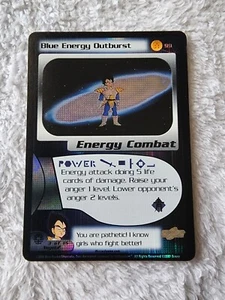 Blue Energy Outburst
Energy Combat
POWER
Energy attack doing 5 life
cards of damage. Raise your
anger 1 level. Lower opponent's
anger 2 levels.
You are pathetic! I know
girls who fight better!